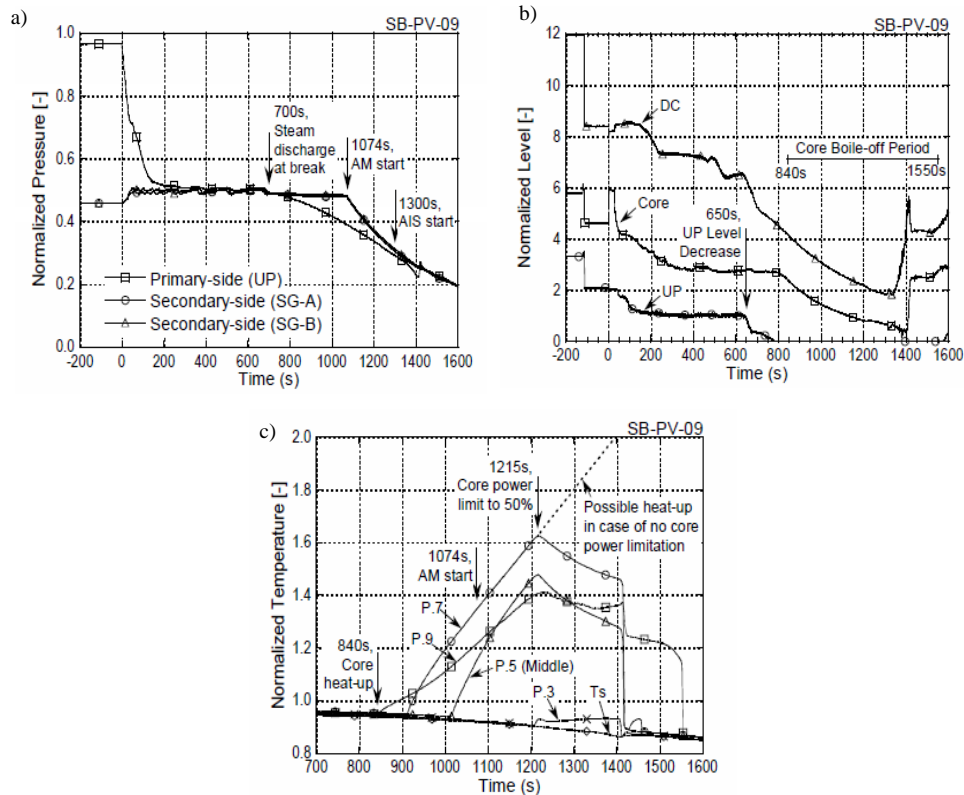 a)
SB-PV-09
Normalized Pressure [-]
1.0
0.8
0.6
0.4
0.2
0.0
700s,
Steam
discharge
at break
1074s,
AM start
1300s,
AIS start
Primary-side (UP)
Secondary-side (SG-A)
Secondary-side (SG-B)
-200 0 200 400 600 800 1000 1200 1400 1600
Time (s)
b)
SB-PV-09
Normalized Level [-]
12
10
8
6
4
2
0
DC
Core Boile-off Period
840s
1550s
Core
650s,
UP Level
Decrease
UP
-200 0 200 400 600 800 1000 1200 1400 1600
Time (s)
c)
SB-PV-09
Normalized Temperature [-]
2.0
1.8
1.6
1.4
1.2
1.0
0.8
1215s,
Core power
limit to 50%
Possible heat-up
in case of no core
power limitation
1074s,
AM start
P.7
P.9
840s,
Core
heat-up
P.5 (Middle)
P.3
Ts
700 800 900 1000 1100 1200 1300 1400 1500 1600
Time (s)